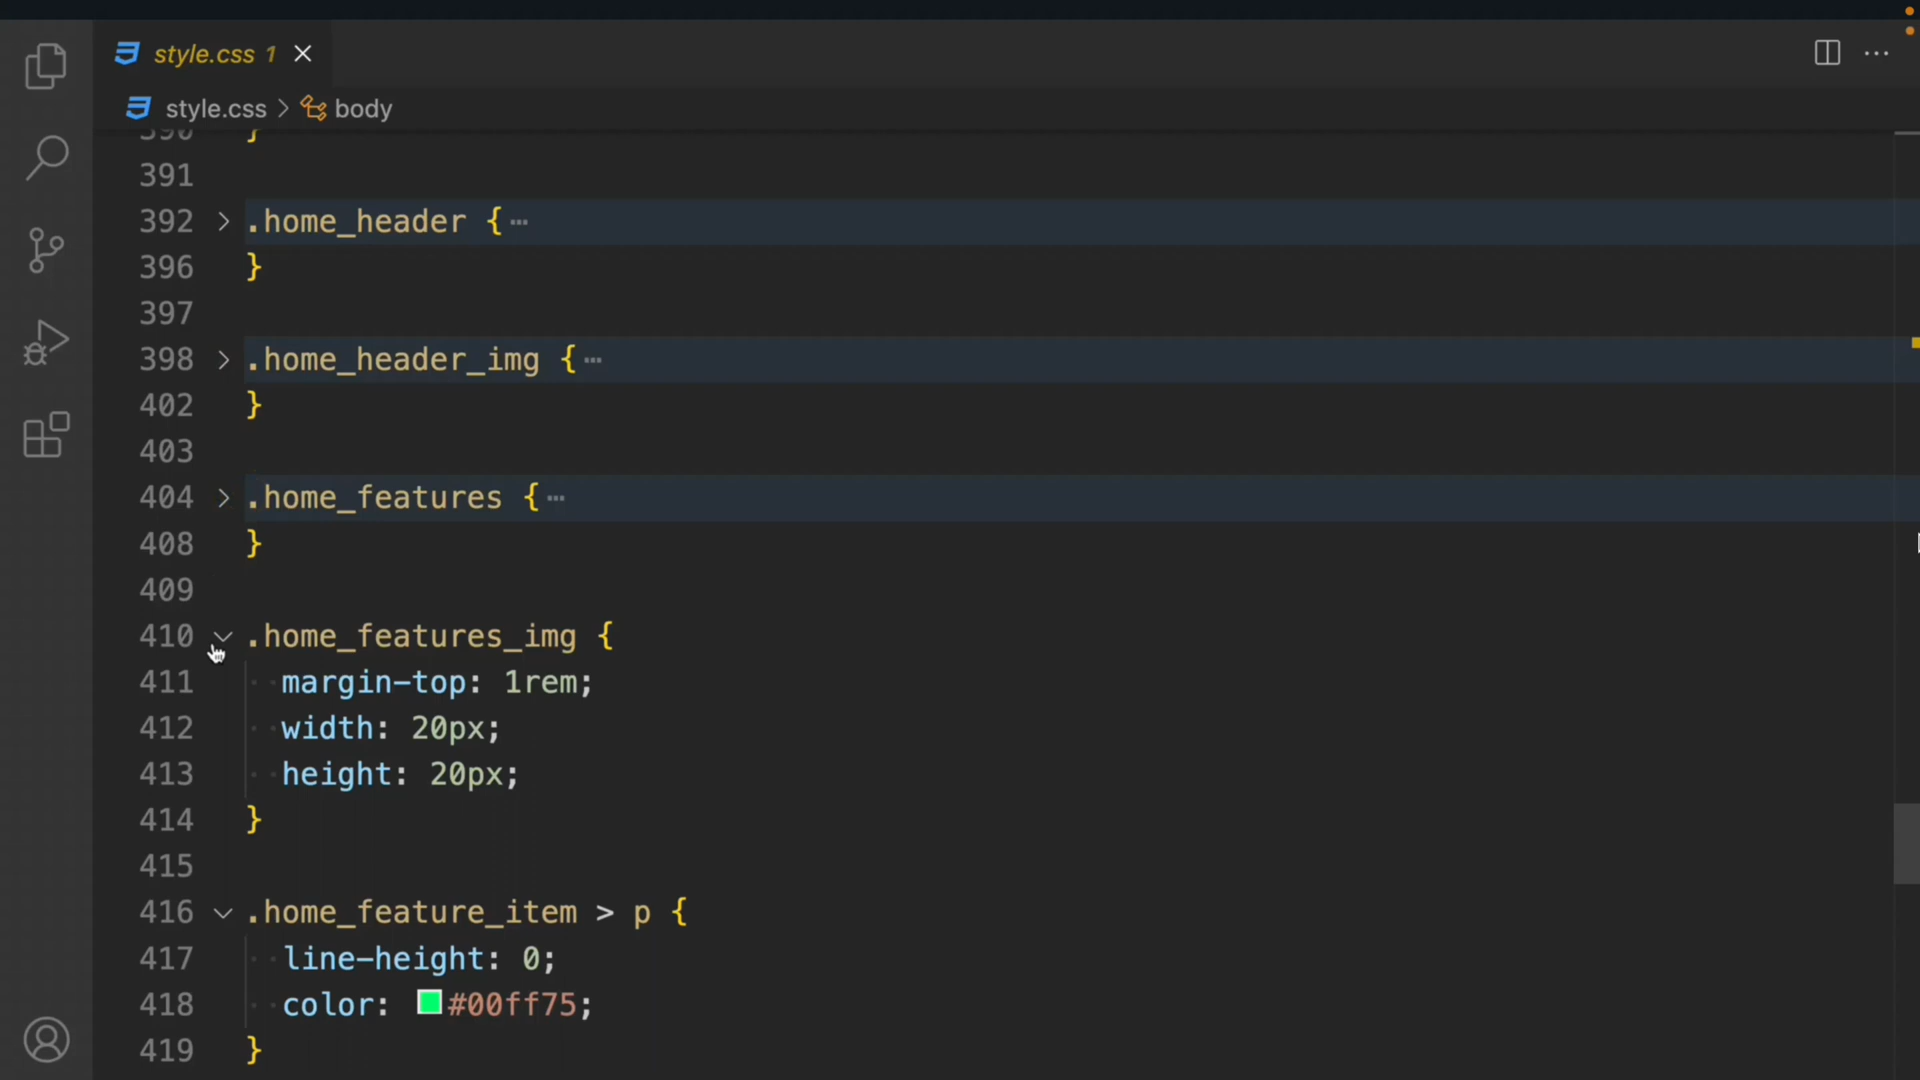 style.css 1
style.css > body
390 }
391
392 .home_header {
396 }
397
398 .home_header_img {
402 }
403
404 .home_features {
408 }
409
410 .home_features_img {
411 margin-top: 1rem;
412 width: 20px;
413 height: 20px;
414 }
415
416 .home_feature_item > p {
417 line-height: 0;
418 color: #00ff75;
419 }